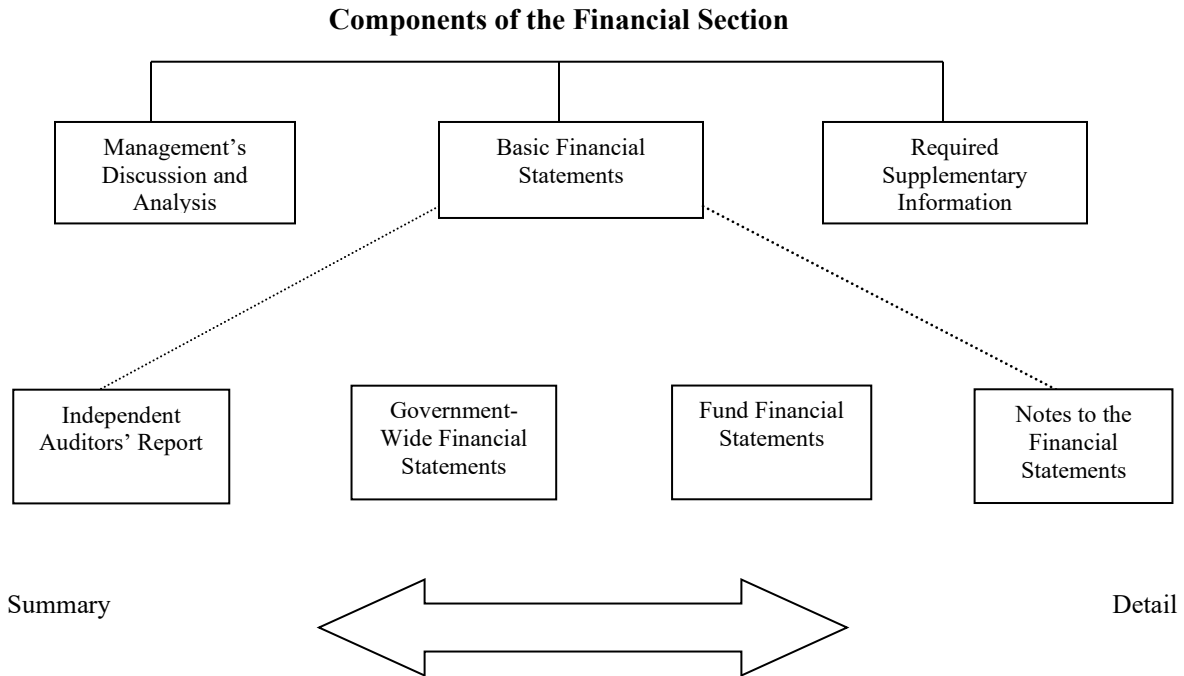 Components of the Financial Section
Management’s
Discussion and
Analysis
Basic Financial
Statements
Required
Supplementary
Information
Independent
Auditors’ Report
Government-
Wide Financial
Statements
Fund Financial
Statements
Notes to the
Financial
Statements
Summary
Detail